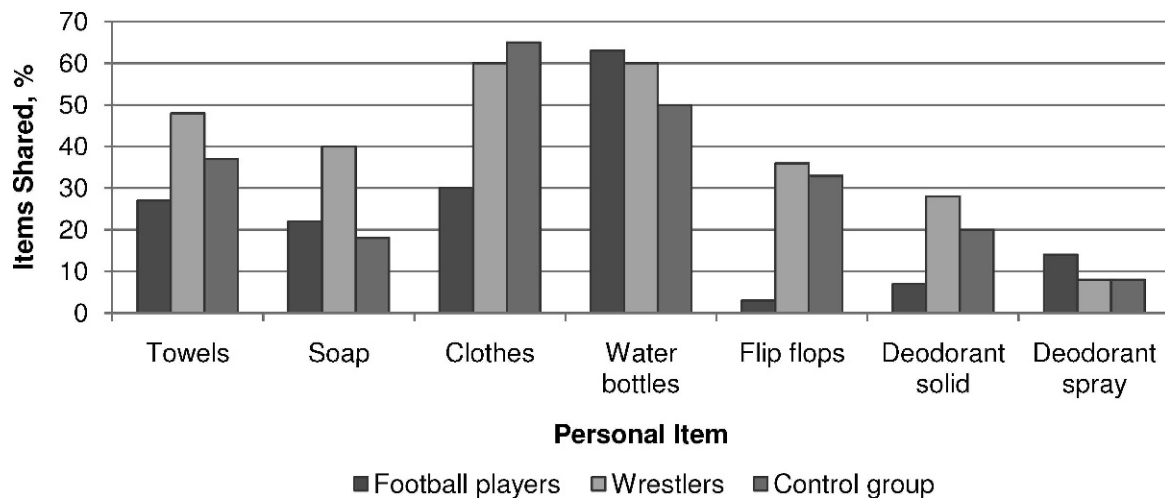 Items Shared, %
70
60
50
40
30
20
10
0
Towels
Soap
Clothes
Water
bottles
Flip flops
Deodorant
solid
Deodorant
spray
Personal Item
Football players
Wrestlers
Control group